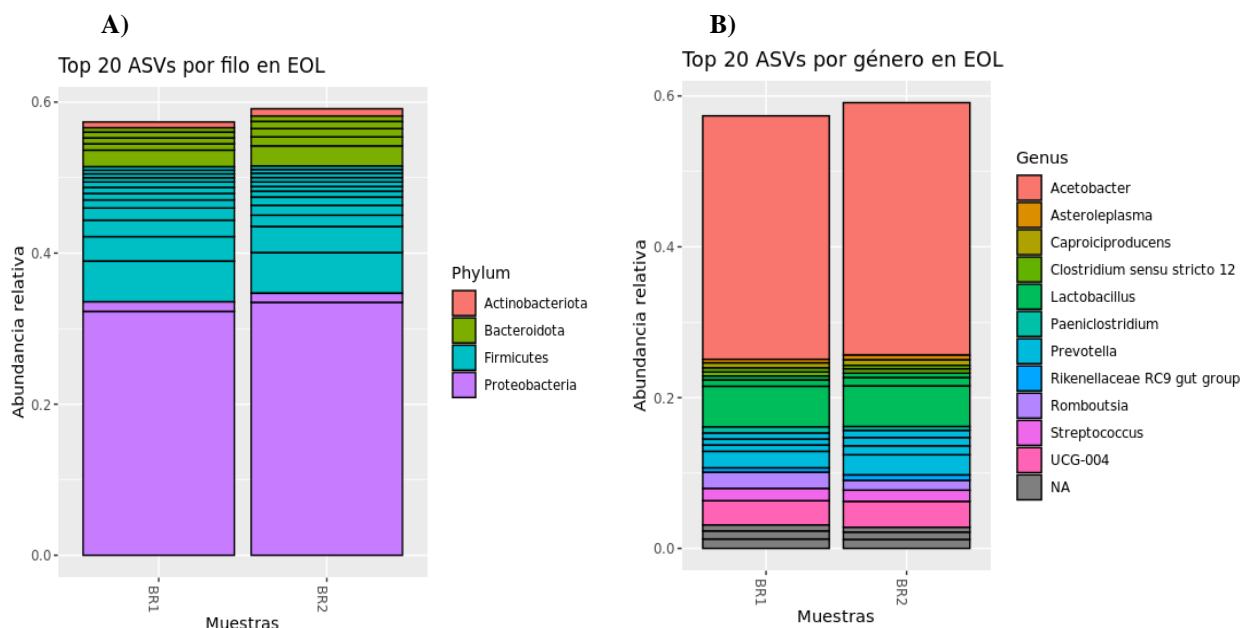 A)
Top 20 ASVs por filo en EOL
Abundancia relativa
0.6
0.4
0.2
0.0
BR1
BR2
Muestras
Phylum
Actinobacteriota
Bacteroidota
Firmicutes
Proteobacteria
B)
Top 20 ASVs por género en EOL
Abundancia relativa
0.6
0.4
0.2
0.0
BR1
BR2
Muestras
Genus
Acetobacter
Asteroleplasma
Caproiciproducens
Clostridium sensu stricto 12
Lactobacillus
Paeniclostridium
Prevotella
Rikenellaceae RC9 gut group
Romboutsia
Streptococcus
UCG-004
NA